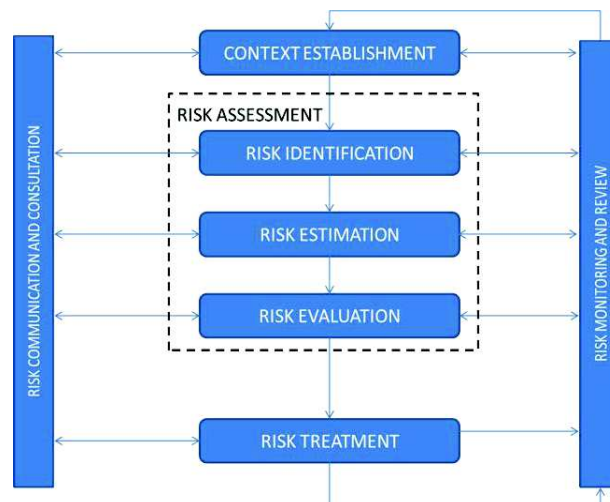 CONTEXT ESTABLISHMENT
RISK ASSESSMENT
RISK IDENTIFICATION
RISK ESTIMATION
RISK EVALUATION
RISK TREATMENT
RISK COMMUNICATION AND CONSULTATION
RISK MONITORING AND REVIEW